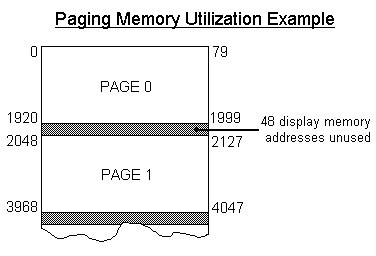 Paging Memory Utilization Example
0 79
PAGE 0
1920 1999
48 display memory
addresses unused
2048 2127
PAGE 1
3968 4047